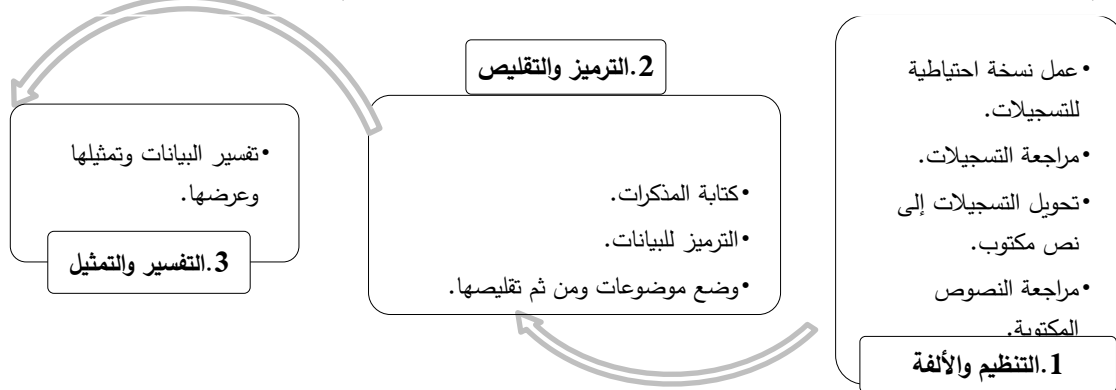 •عمل نسخة احتياطية
للتسجيلات.
•مراجعة التسجيلات.
•تحويل التسجيلات إلى
نص مكتوب.
•مراجعة النصوص
المكتوبة.
1.التنظيم والألفة
2.الترميز والتقليص
•كتابة المذكرات.
•الترميز للبيانات.
•وضع موضوعات ومن ثم تقليصها.
•تفسير البيانات وتمثيلها
وعرضها.
3.التفسير والتمثيل